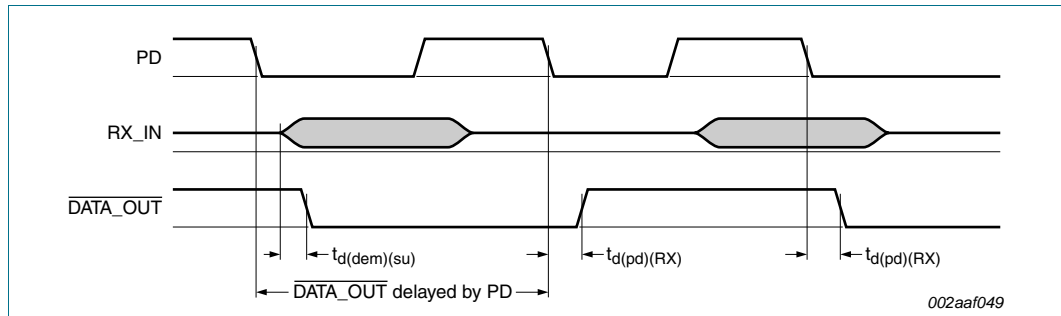 PD
RX_IN
DATA_OUT
t_d(dem)(su)
t_d(pd)(RX)
t_d(pd)(RX)
DATA_OUT delayed by PD
002aaf049